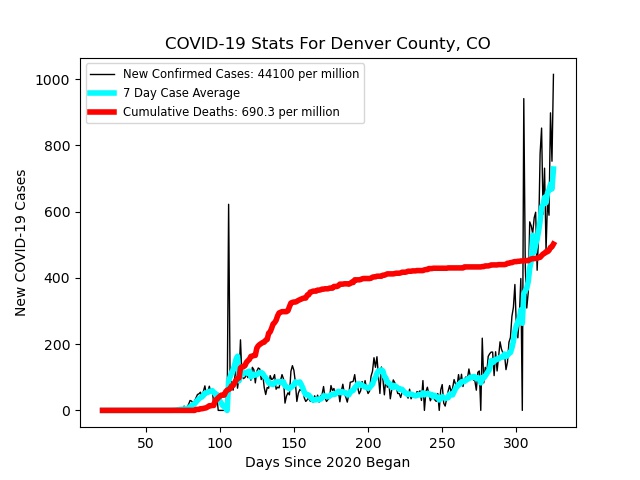 COVID-19 Stats For Denver County, CO
New Confirmed Cases: 44100 per million
7 Day Case Average
Cumulative Deaths: 690.3 per million
New COVID-19 Cases
1000
800
600
400
200
0
50 100 150 200 250 300
Days Since 2020 Began